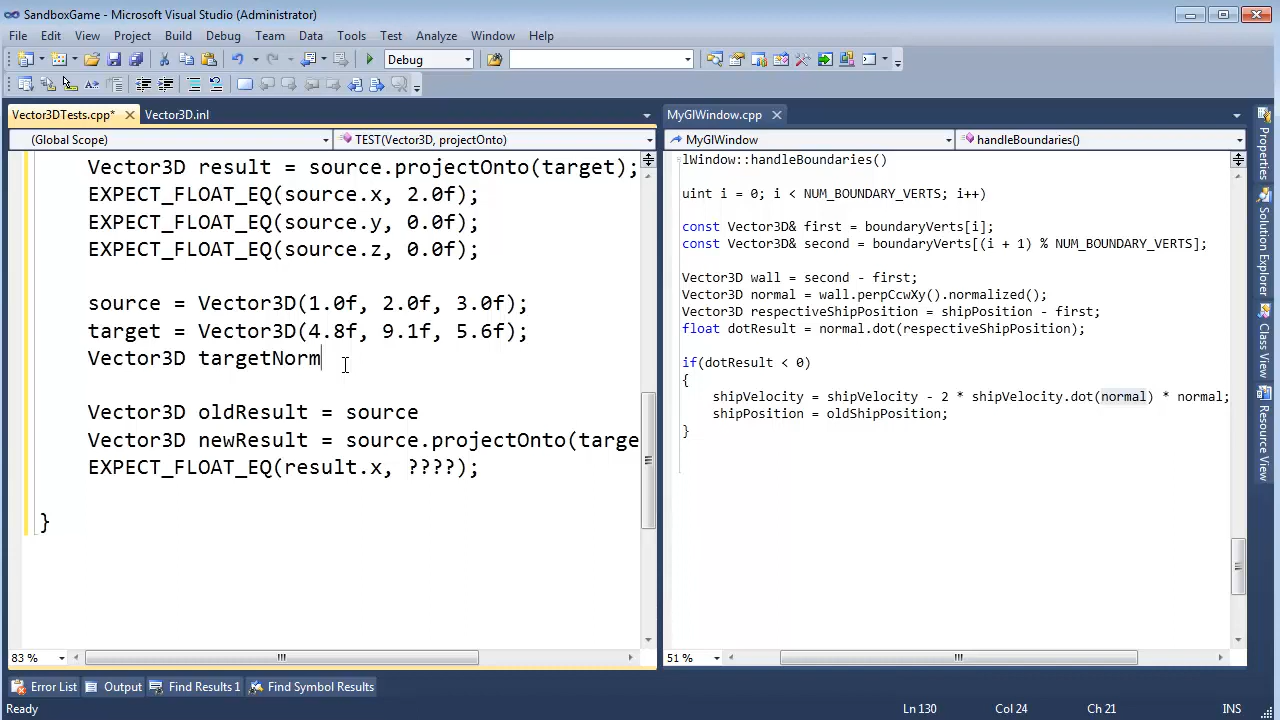 SandboxGame - Microsoft Visual Studio (Administrator)
File Edit View Project Build Debug Team Data Tools Test Analyze Window Help
Debug
Vector3DTests.cpp* Vector3D.inl
(Global Scope) TEST(Vector3D, projectOnto)
Vector3D result = source.projectOnto(target);
EXPECT_FLOAT_EQ(source.x, 2.0f);
EXPECT_FLOAT_EQ(source.y, 0.0f);
EXPECT_FLOAT_EQ(source.z, 0.0f);
source = Vector3D(1.0f, 2.0f, 3.0f);
target = Vector3D(4.8f, 9.1f, 5.6f);
Vector3D targetNorm
Vector3D oldResult = source
Vector3D newResult = source.projectOnto(targe
EXPECT_FLOAT_EQ(result.x, ????);
}
83 %
MyGlWindow.cpp
MyGlWindow handleBoundaries()
lWindow::handleBoundaries()
uint i = 0; i < NUM_BOUNDARY_VERTS; i++)
const Vector3D& first = boundaryVerts[i];
const Vector3D& second = boundaryVerts[(i + 1) % NUM_BOUNDARY_VERTS];
Vector3D wall = second - first;
Vector3D normal = wall.perpCcwXy().normalized();
Vector3D respectiveShipPosition = shipPosition - first;
float dotResult = normal.dot(respectiveShipPosition);
if(dotResult < 0)
{
shipVelocity = shipVelocity - 2 * shipVelocity.dot(normal) * normal;
shipPosition = oldShipPosition;
}
51 %
Properties
Solution Explorer
Class View
Resource View
Error List Output Find Results 1 Find Symbol Results
Ready Ln 130 Col 24 Ch 21 INS